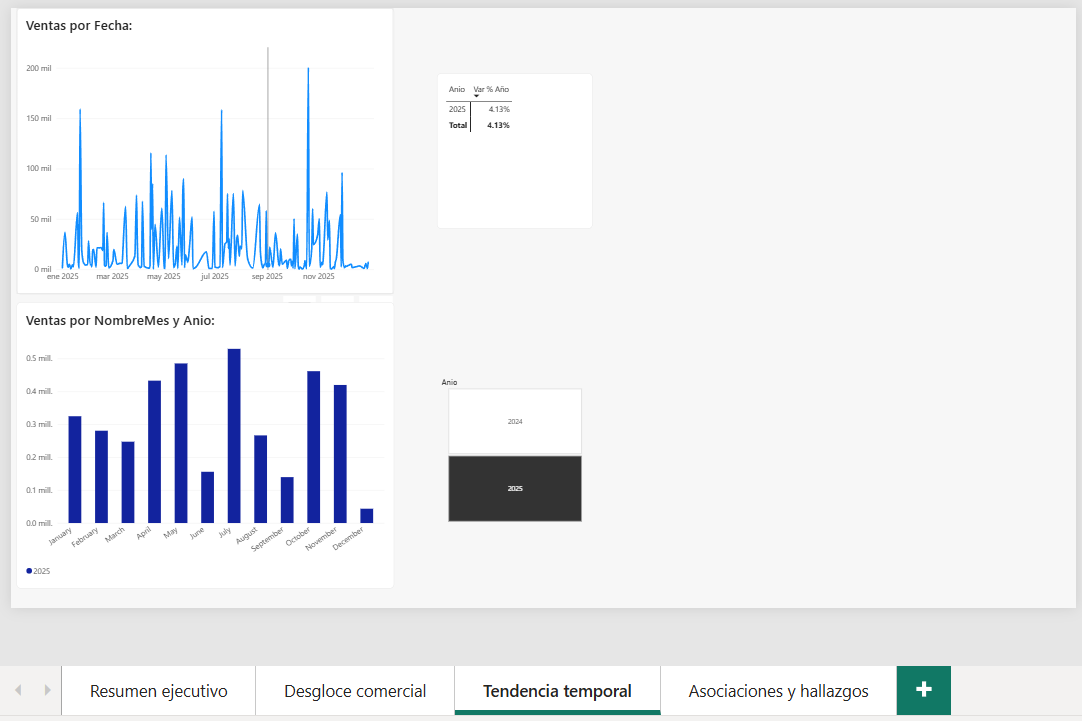 Ventas por Fecha:
200 mil
150 mil
100 mil
50 mil
0 mil
ene 2025 mar 2025 may 2025 jul 2025 sep 2025 nov 2025
Anio Var % Año
2025 4.13%
Total 4.13%
Ventas por NombreMes y Anio:
0.5 mill.
0.4 mill.
0.3 mill.
0.2 mill.
0.1 mill.
0.0 mill.
January February March April May June July August September October November December
2025
Anio
2024
2025
Resumen ejecutivo Desgloce comercial Tendencia temporal Asociaciones y hallazgos +